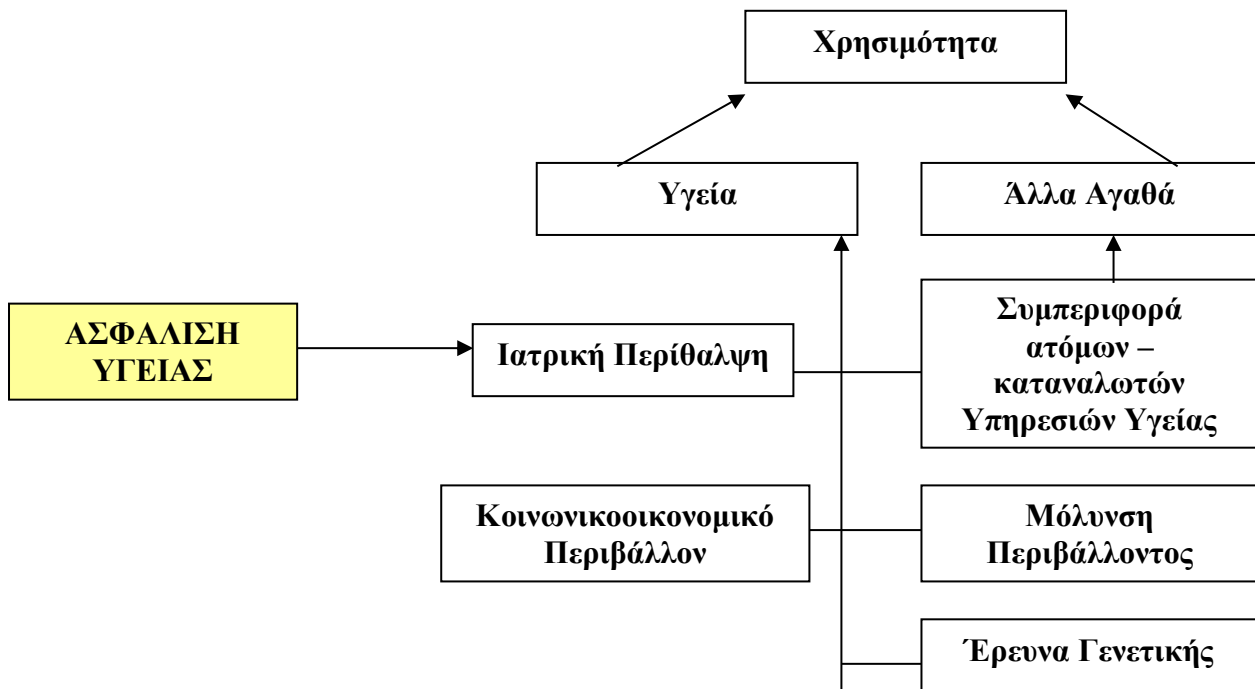 Χρησιμότητα
Υγεία
Άλλα Αγαθά
ΑΣΦΑΛΙΣΗ
ΥΓΕΙΑΣ
Ιατρική Περίθαλψη
Συμπεριφορά
ατόμων –
καταναλωτών
Υπηρεσιών Υγείας
Κοινωνικοοικονομικό
Περιβάλλον
Μόλυνση
Περιβάλλοντος
Έρευνα Γενετικής